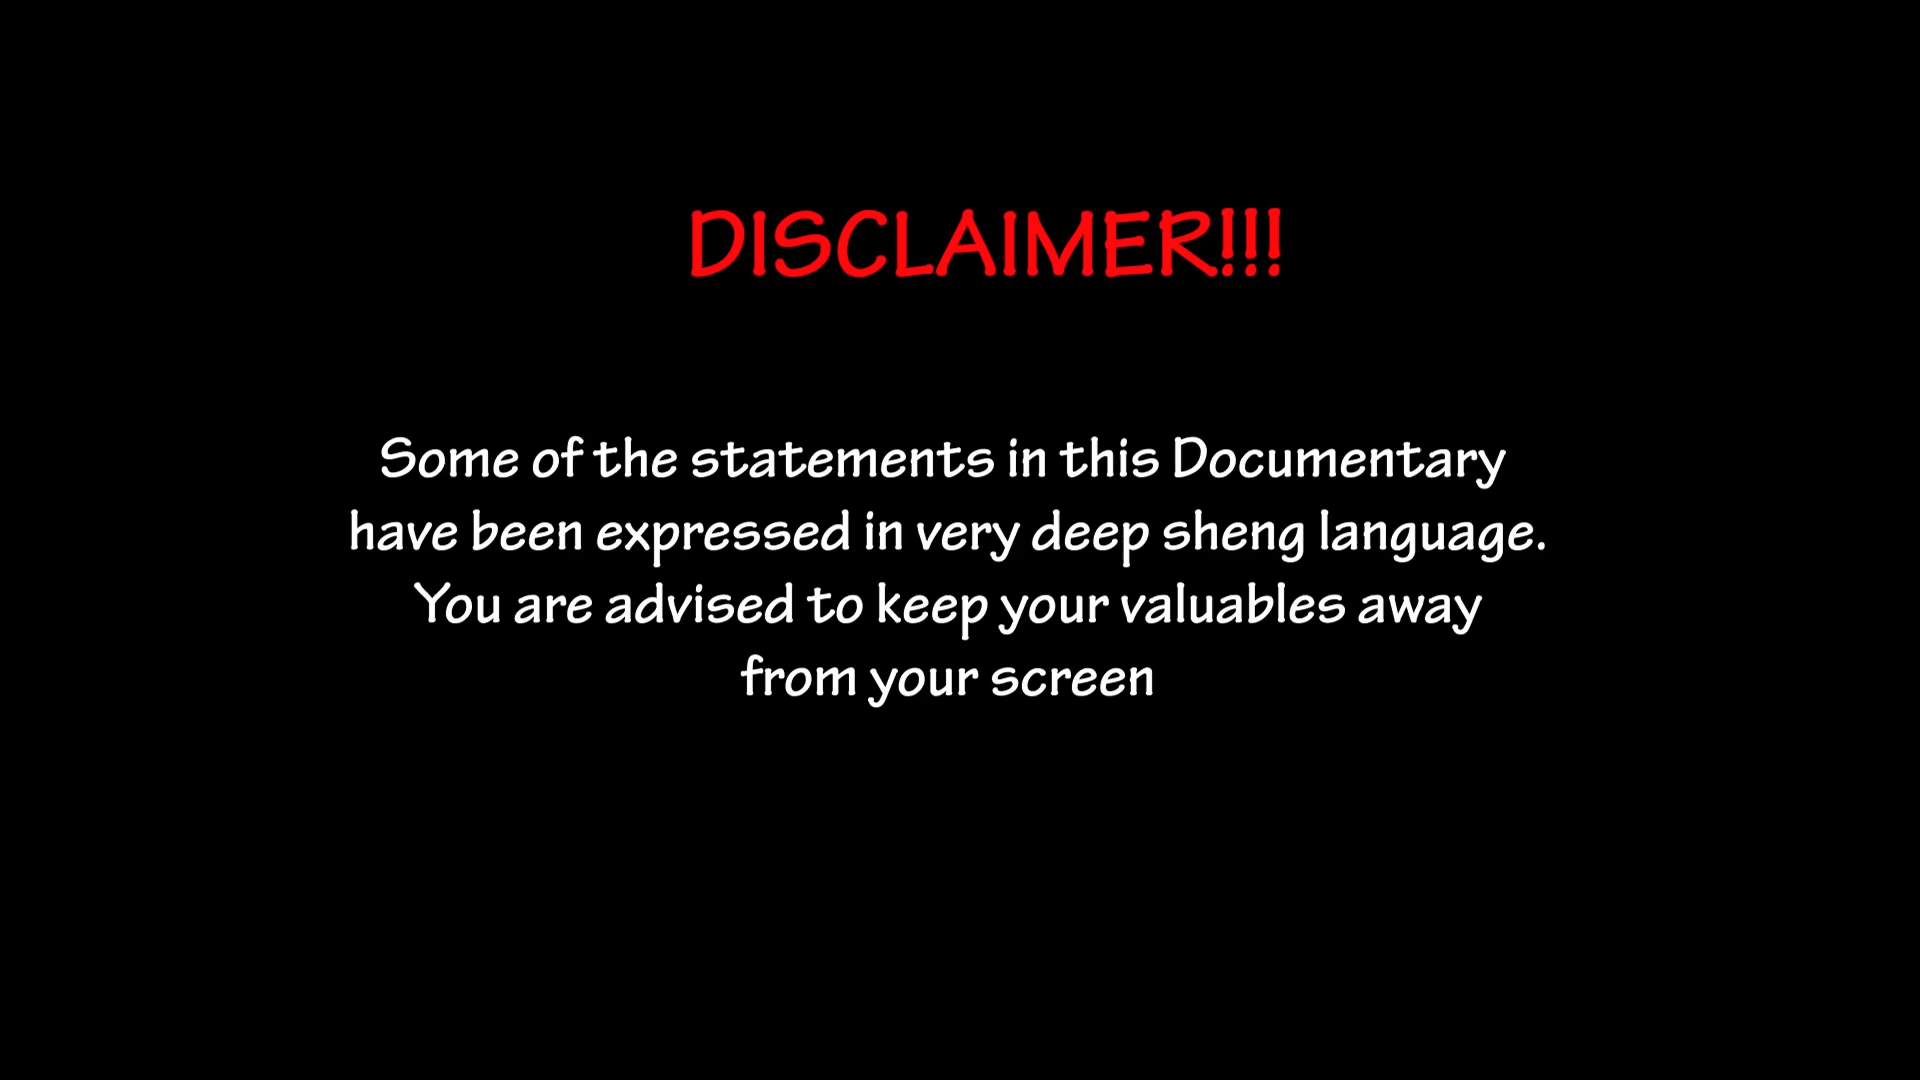 DISCLAIMER!!!
Some of the statements in this Documentary
have been expressed in very deep sheng language.
You are advised to keep your valuables away
from your screen